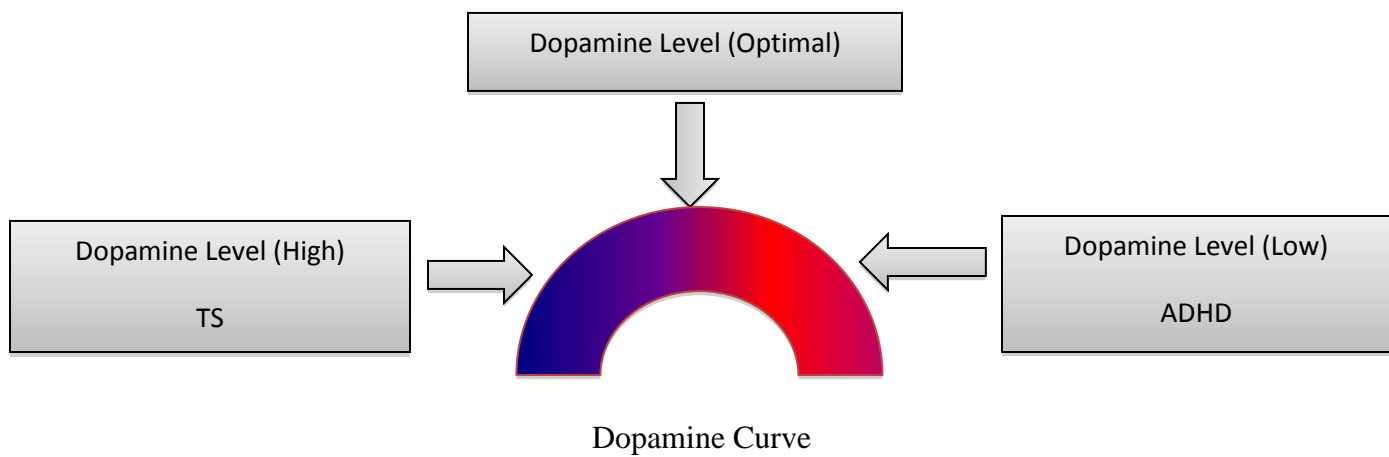 Dopamine Level (Optimal)
Dopamine Level (High)
TS
Dopamine Level (Low)
ADHD
Dopamine Curve